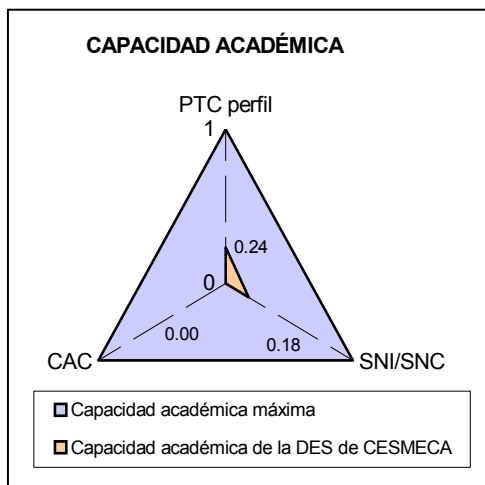 CAPACIDAD ACADÉMICA
PTC perfil
1
0.24
0
0.00
0.18
CAC
SNI/SNC
Capacidad académica máxima
Capacidad académica de la DES de CESMECA